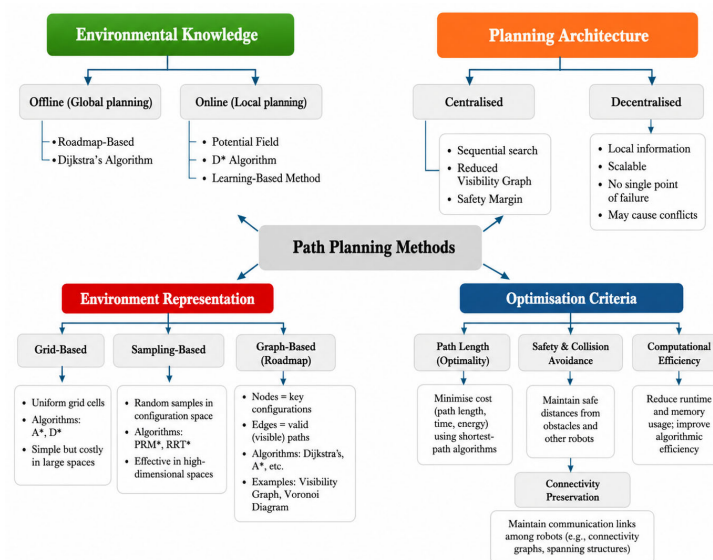 Environmental Knowledge
Offline (Global planning)
• Roadmap-Based
• Dijkstra's Algorithm
Online (Local planning)
• Potential Field
• D* Algorithm
• Learning-Based Method
Planning Architecture
Centralised
• Sequential search
• Reduced
Visibility Graph
• Safety Margin
Decentralised
• Local information
• Scalable
• No single point
of failure
• May cause conflicts
Path Planning Methods
Environment Representation
Grid-Based
• Uniform grid cells
• Algorithms:
A*, D*
• Simple but costly
in large spaces
Sampling-Based
• Random samples in
configuration space
• Algorithms:
PRM*, RRT*
• Effective in high-
dimensional spaces
Graph-Based
(Roadmap)
• Nodes = key
configurations
• Edges = valid
(visible) paths
• Algorithms: Dijkstra's,
A*, etc.
• Examples: Visibility
Graph, Voronoi
Diagram
Optimisation Criteria
Path Length
(Optimality)
Minimise cost
(path length,
time, energy)
using shortest-
path algorithms
Safety & Collision
Avoidance
Maintain safe
distances from
obstacles and
other robots
Computational
Efficiency
Reduce runtime
and memory
usage; improve
algorithmic
efficiency
Connectivity
Preservation
Maintain communication links
among robots (e.g., connectivity
graphs, spanning structures)